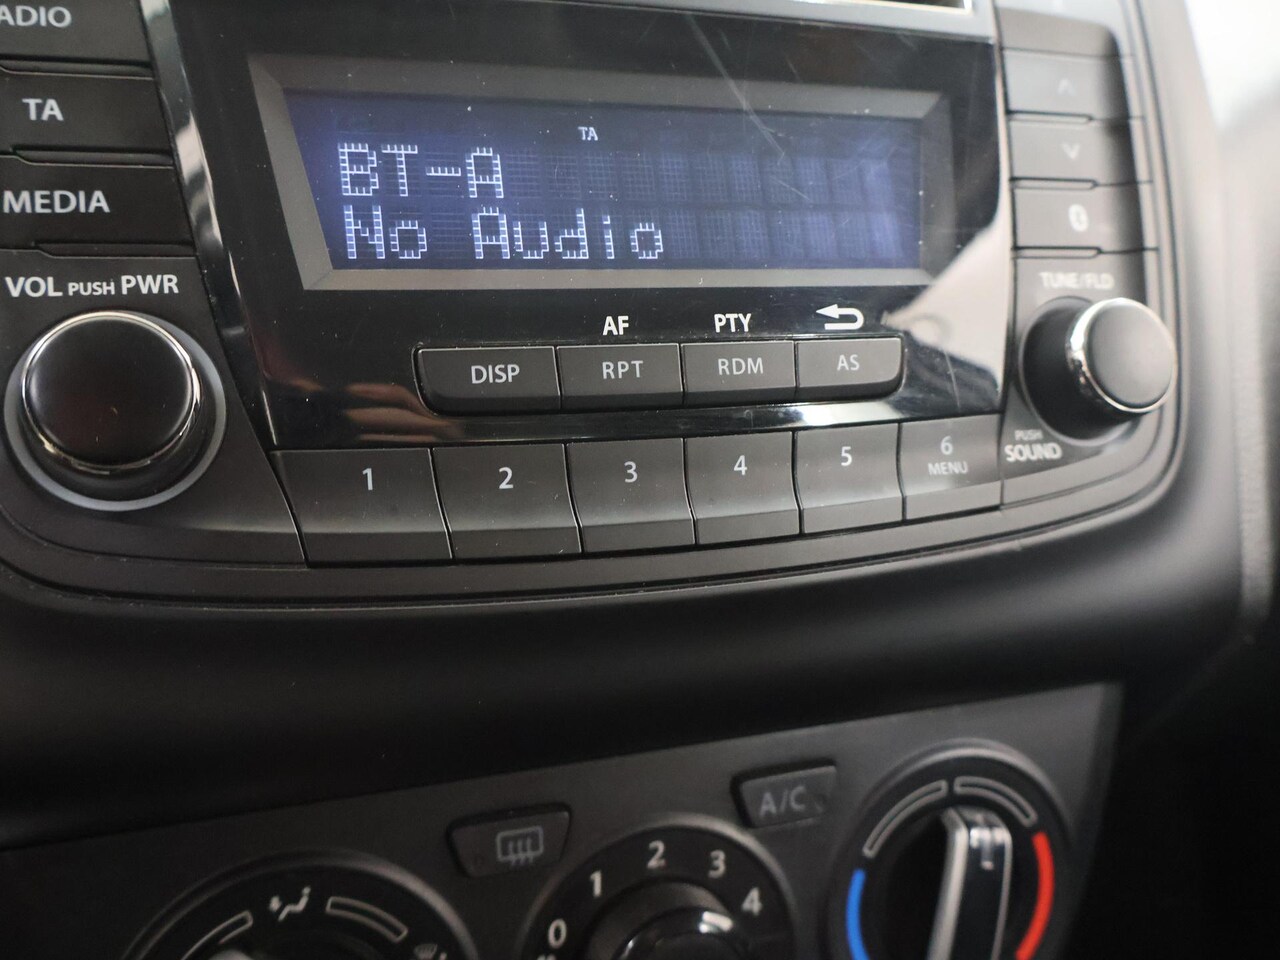 ADIO
TA
MEDIA
VOL PUSH PWR
TA
BT-A
No Audio
AF PTY
DISP RPT RDM AS
1 2 3 4 5 6
MENU
TUNE/FLD
PUSH
SOUND
A/C
0 1 2 3 4